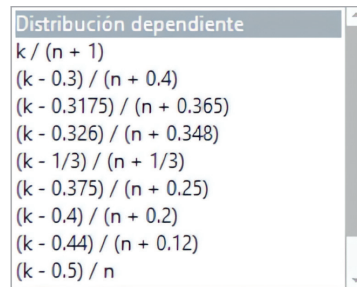 Distribución dependiente
k / (n + 1)
(k - 0.3) / (n + 0.4)
(k - 0.3175) / (n + 0.365)
(k - 0.326) / (n + 0.348)
(k - 1/3) / (n + 1/3)
(k - 0.375) / (n + 0.25)
(k - 0.4) / (n + 0.2)
(k - 0.44) / (n + 0.12)
(k - 0.5) / n